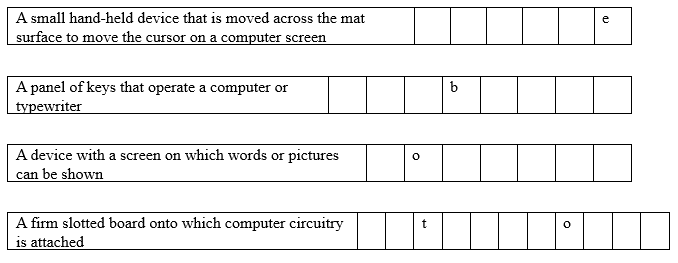 A small hand-held device that is moved across the mat
surface to move the cursor on a computer screen
e
A panel of keys that operate a computer or
typewriter
b
A device with a screen on which words or pictures
can be shown
o
A firm slotted board onto which computer circuitry
is attached
t o